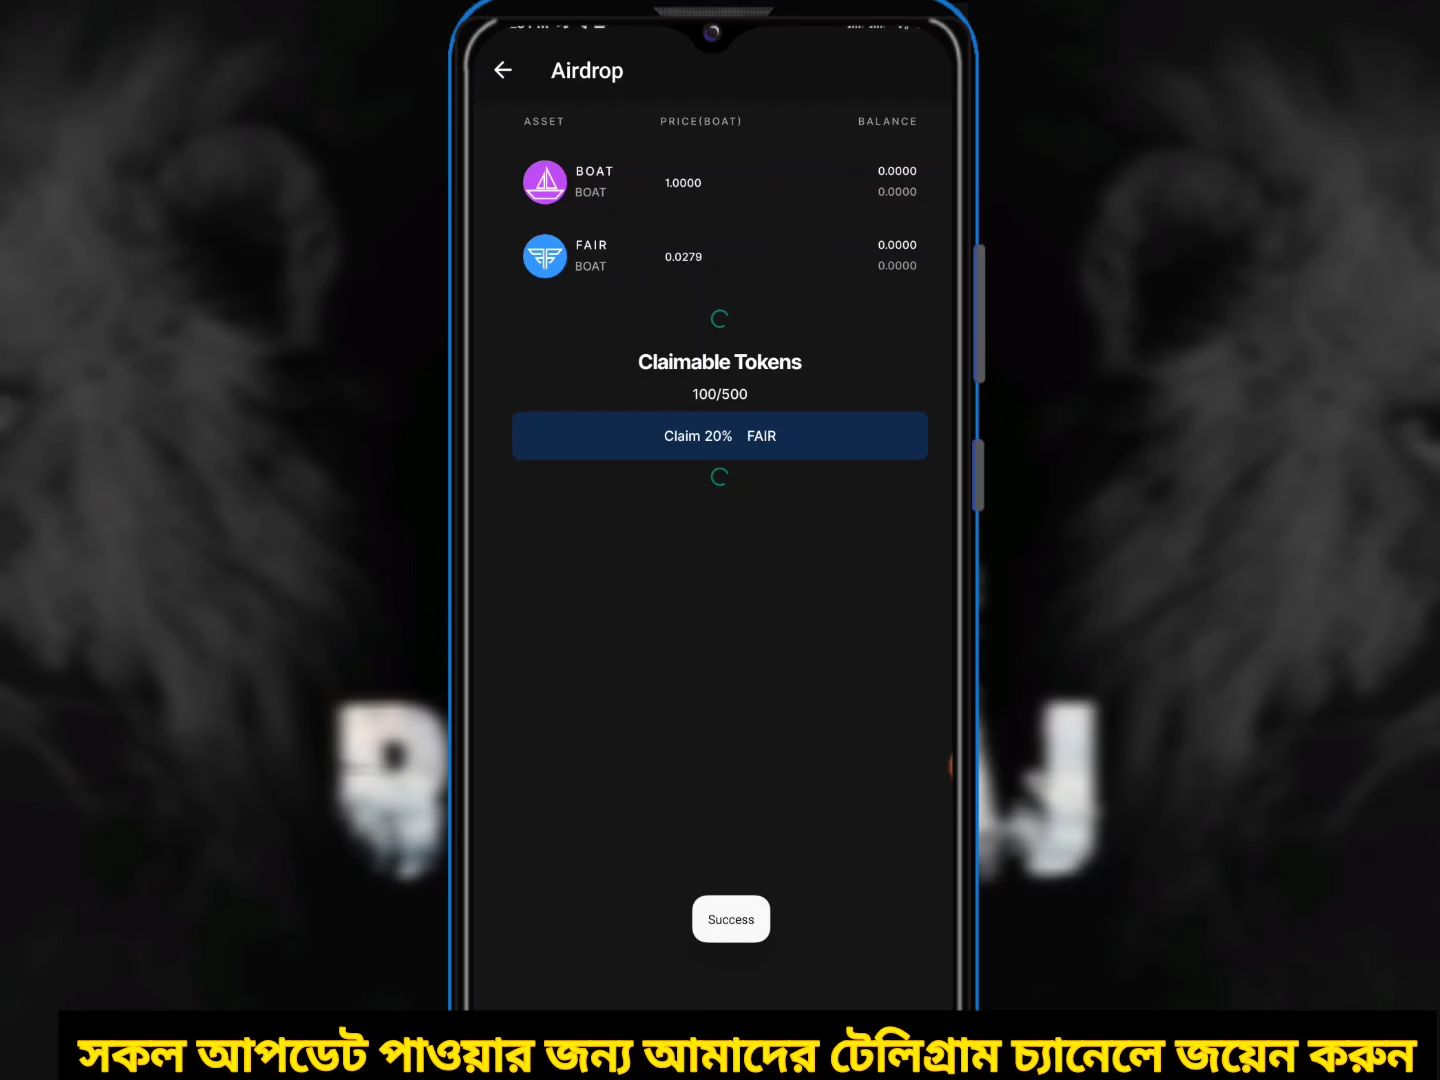 Airdrop
ASSET PRICE(BOAT) BALANCE
BOAT 1.0000 0.0000
BOAT 0.0000
FAIR 0.0279 0.0000
BOAT 0.0000
Claimable Tokens
100/500
Claim 20% FAIR
Success
সকল আপডেট পাওয়ার জন্য আমাদের টেলিগ্রাম চ্যানেলে জয়েন করুন